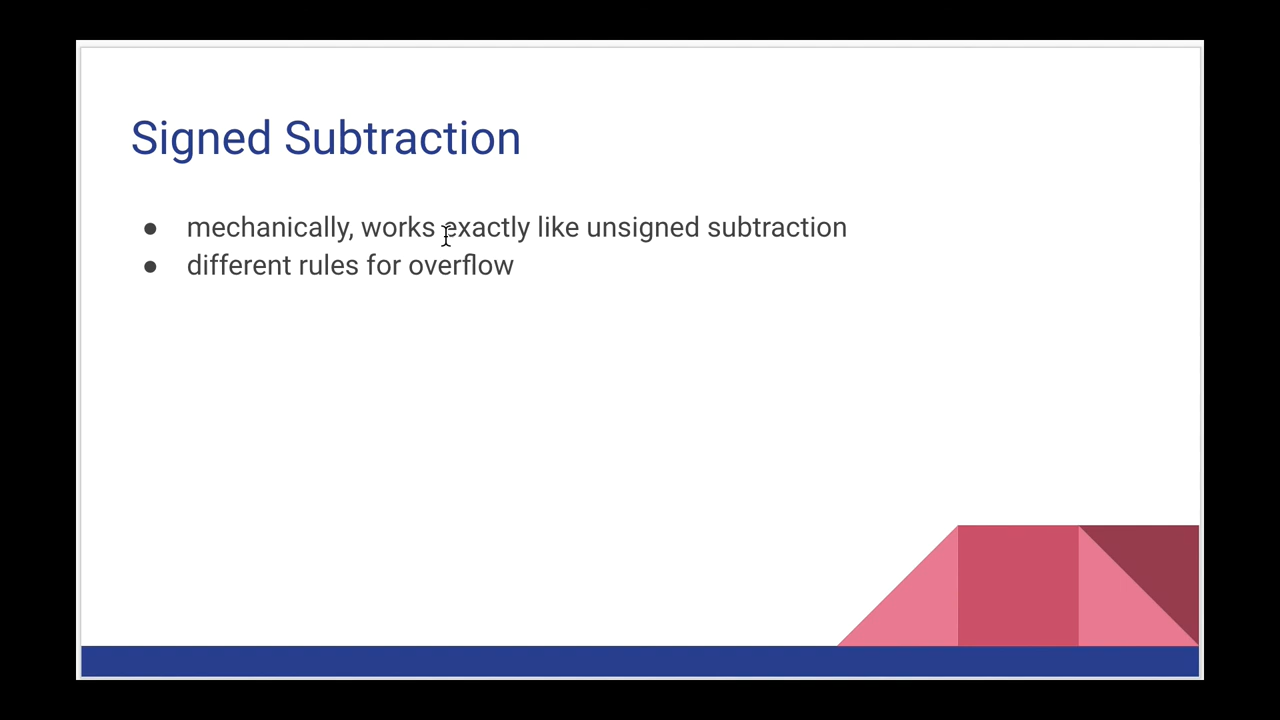 Signed Subtraction
● mechanically, works exactly like unsigned subtraction
● different rules for overflow